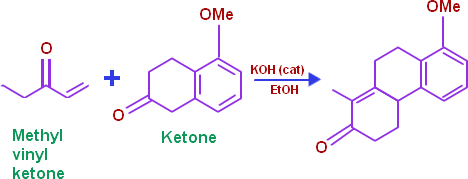 OMe
OMe
O
+
KOH (cat)
EtOH
O
O
Methyl
vinyl
ketone
Ketone